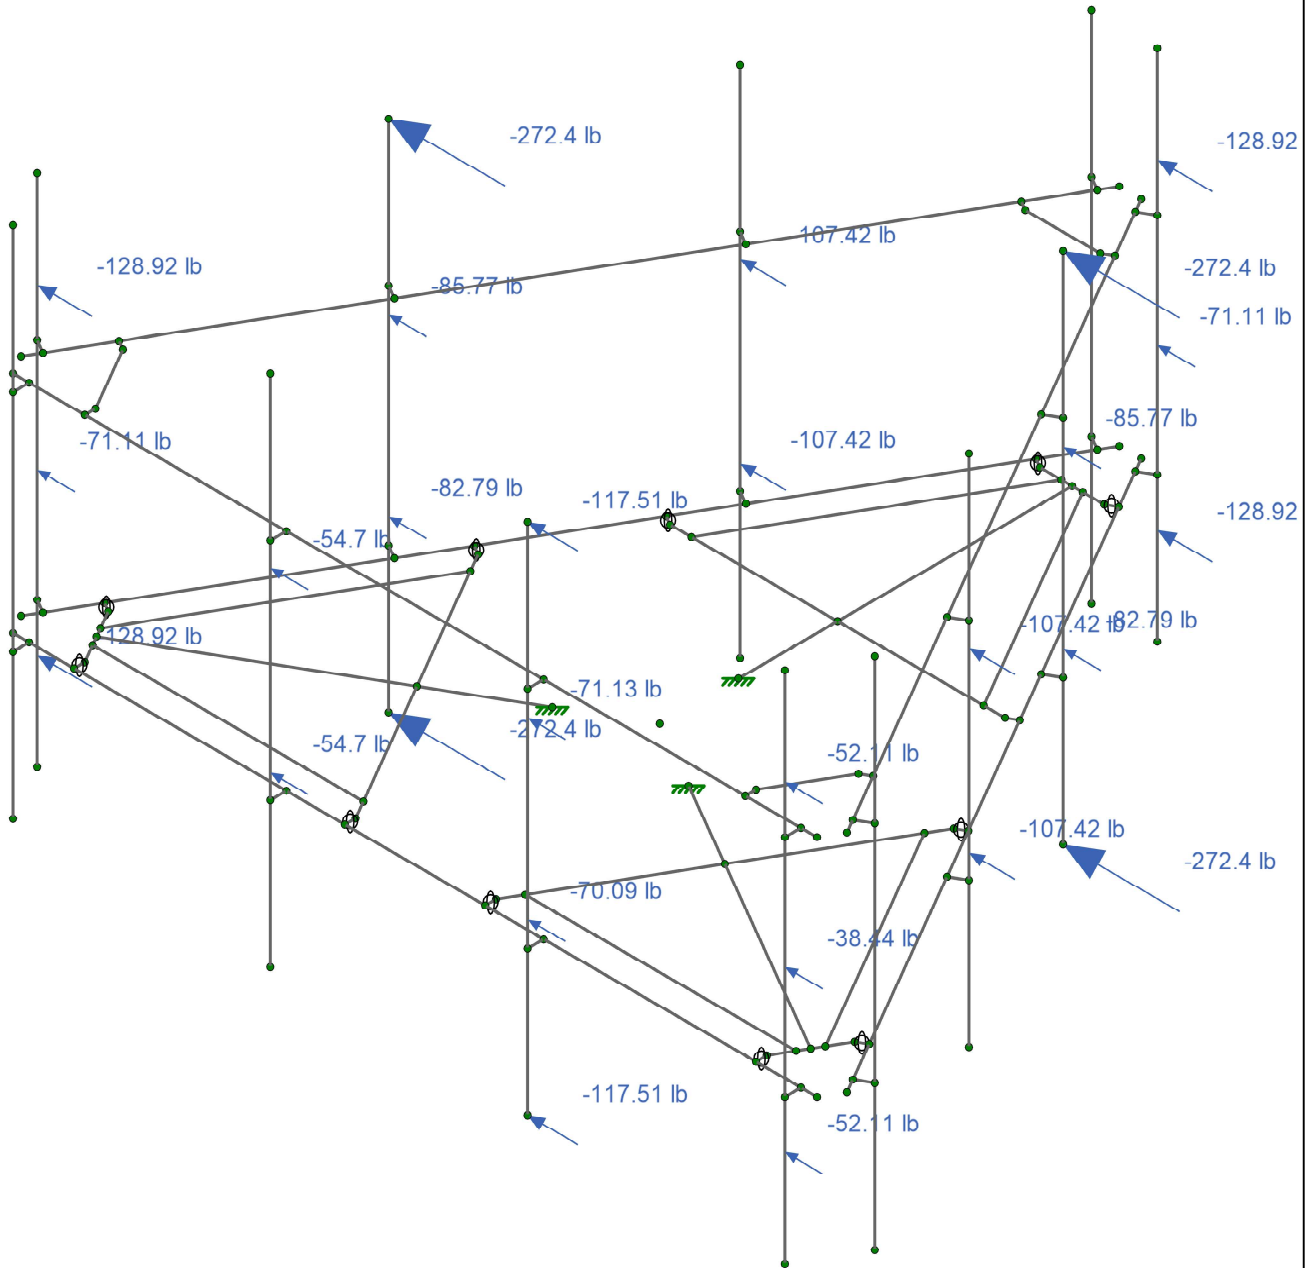 -272.4 lb
-128.92
107.42 lb
-128.92 lb
-272.4 lb
-85.77 lb
-71.11 lb
-85.77 lb
-71.11 lb
-107.42 lb
-82.79 lb
-117.51 lb
-128.92
-54.7 lb
-107.42 lb
-82.79 lb
128.92 lb
-71.13 lb
-272.4 lb
-54.7 lb
-52.11 lb
-107.42 lb
-272.4 lb
-70.09 lb
-38.44 lb
-117.51 lb
-52.11 lb